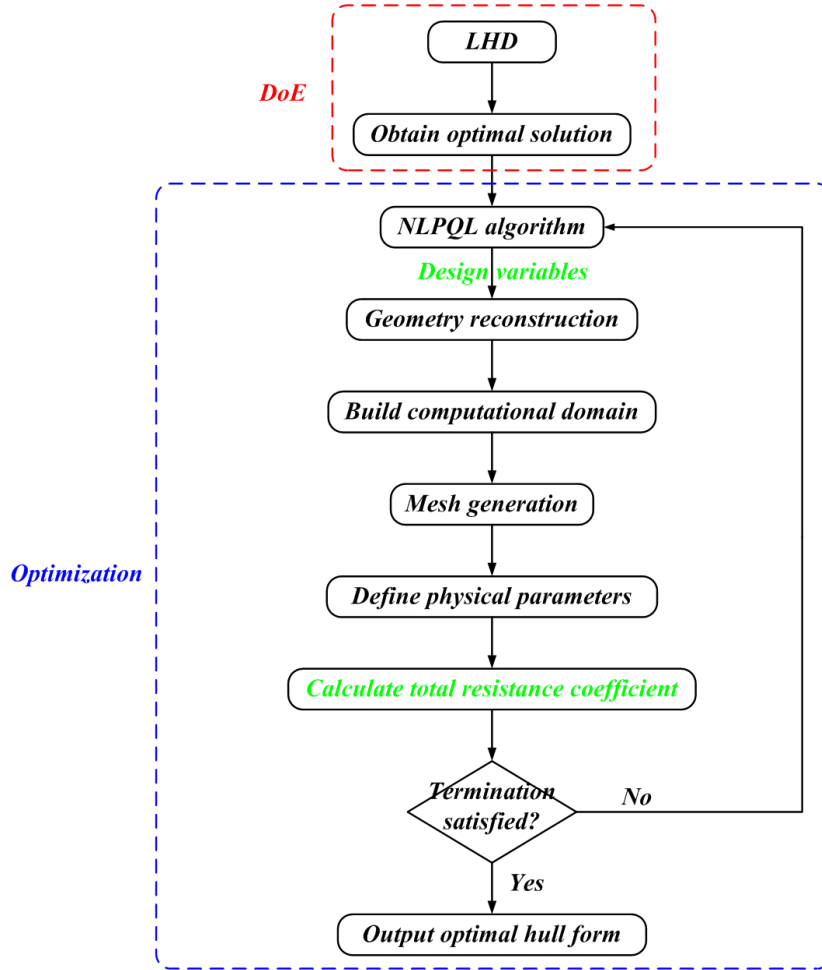 LHD
DoE
Obtain optimal solution
NLPQL algorithm
Design variables
Geometry reconstruction
Build computational domain
Mesh generation
Optimization
Define physical parameters
Calculate total resistance coefficient
Termination
satisfied?
No
Yes
Output optimal hull form